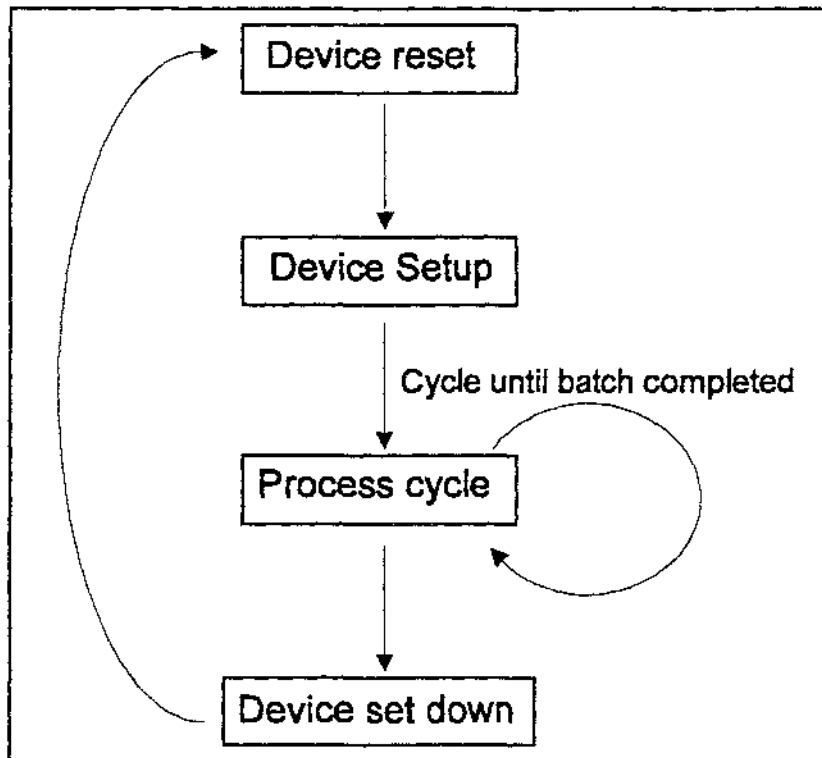 Device reset
Device Setup
Cycle until batch completed
Process cycle
Device set down